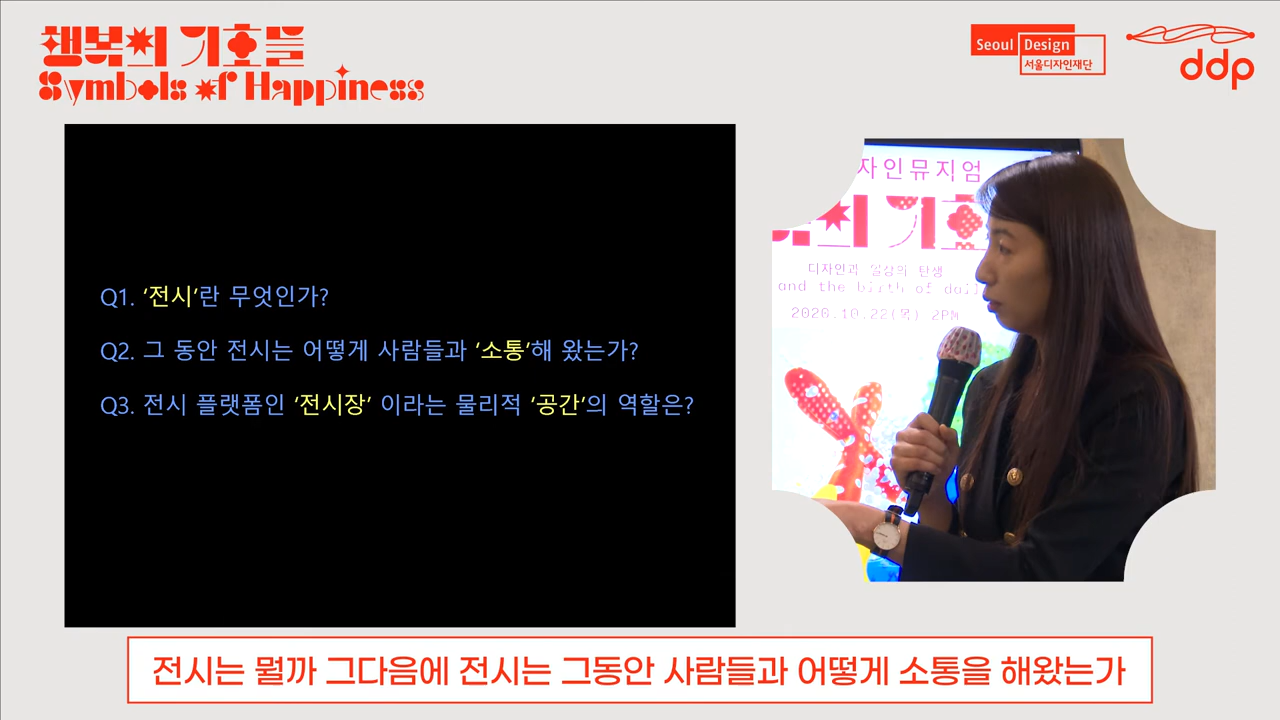 행복의 기호들
Symbols of Happiness
Seoul Design
서울디자인재단
ddp
Q1. ‘전시’란 무엇인가?
Q2. 그 동안 전시는 어떻게 사람들과 ‘소통’해 왔는가?
Q3. 전시 플랫폼인 ‘전시장’ 이라는 물리적 ‘공간’의 역할은?
자인뮤지엄
복의 기호
디자인과 일상의 탄생
and the birth of dail
2020.10.22(목) 2PM
전시는 뭘까 그다음에 전시는 그동안 사람들과 어떻게 소통을 해왔는가